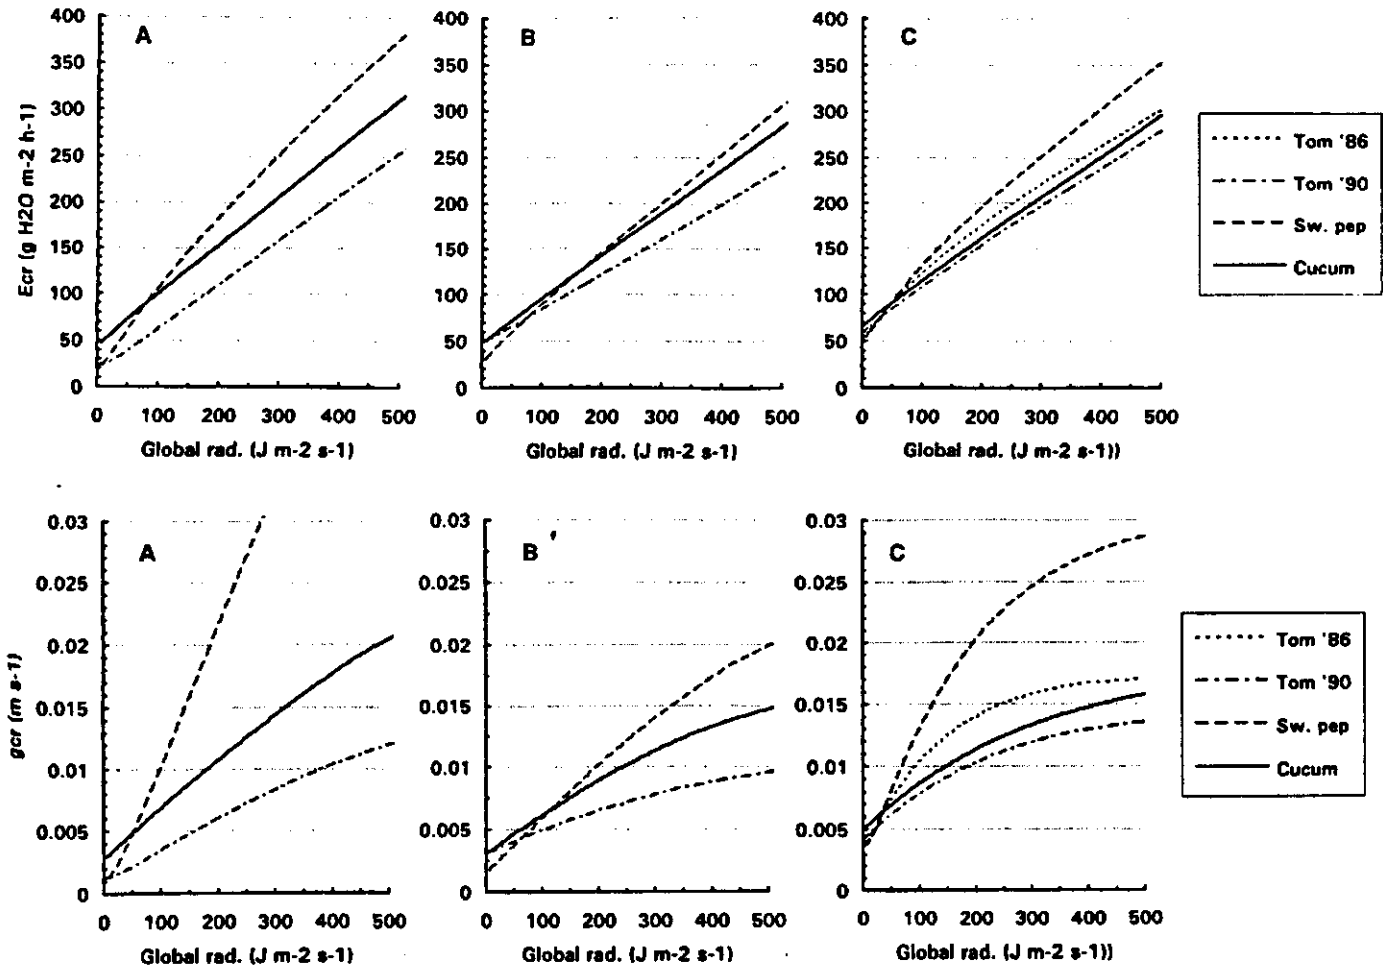 A
400
350
300
250
200
150
100
50
0
Ecr (g H2O m-2 h-1)
0 100 200 300 400 500
Global rad. (J m-2 s-1)
B
400
350
300
250
200
150
100
50
0
0 100 200 300 400 500
Global rad. (J m-2 s-1)
C
400
350
300
250
200
150
100
50
0
0 100 200 300 400 500
Global rad. (J m-2 s-1))
Tom '86
Tom '90
Sw. pep
Cucum
A
0.03
0.025
0.02
0.015
0.01
0.005
0
gcr (m s-1)
0 100 200 300 400 500
Global rad. (J m-2 s-1)
B
0.03
0.025
0.02
0.015
0.01
0.005
0
0 100 200 300 400 500
Global rad. (J m-2 s-1)
C
0.03
0.025
0.02
0.015
0.01
0.005
0
0 100 200 300 400 500
Global rad. (J m-2 s-1))
Tom '86
Tom '90
Sw. pep
Cucum